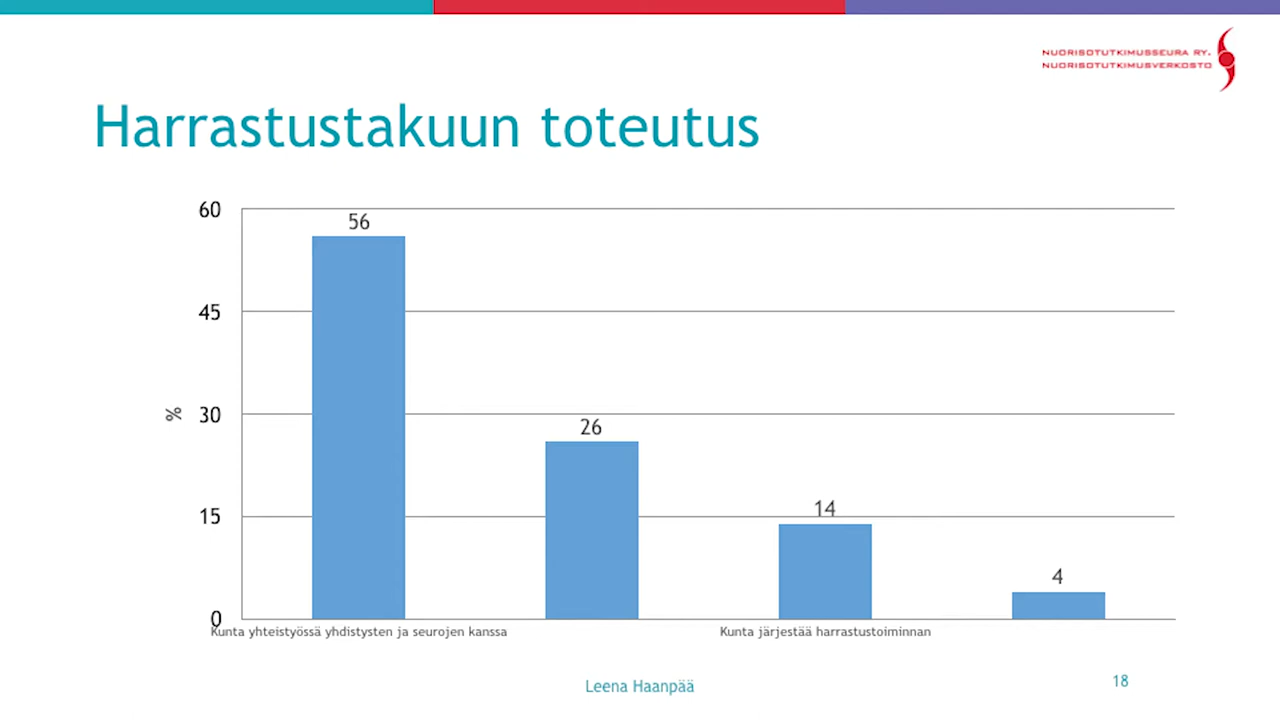 NUORISOTUTKIMUSSEURA RY.
NUORISOTUTKIMUSVERKOSTO
Harrastustakuun toteutus
60
56
45
%
30
26
14
15
4
0
Kunta yhteistyössä yhdistysten ja seurojen kanssa
Kunta järjestää harrastustoiminnan
Leena Haanpää
18